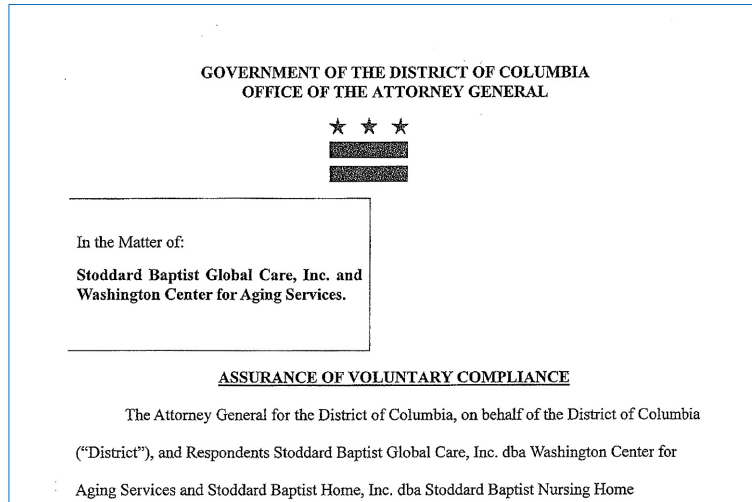 GOVERNMENT OF THE DISTRICT OF COLUMBIA
OFFICE OF THE ATTORNEY GENERAL
In the Matter of:
Stoddard Baptist Global Care, Inc. and
Washington Center for Aging Services.
ASSURANCE OF VOLUNTARY COMPLIANCE
The Attorney General for the District of Columbia, on behalf of the District of Columbia
("District"), and Respondents Stoddard Baptist Global Care, Inc. dba Washington Center for
Aging Services and Stoddard Baptist Home, Inc. dba Stoddard Baptist Nursing Home